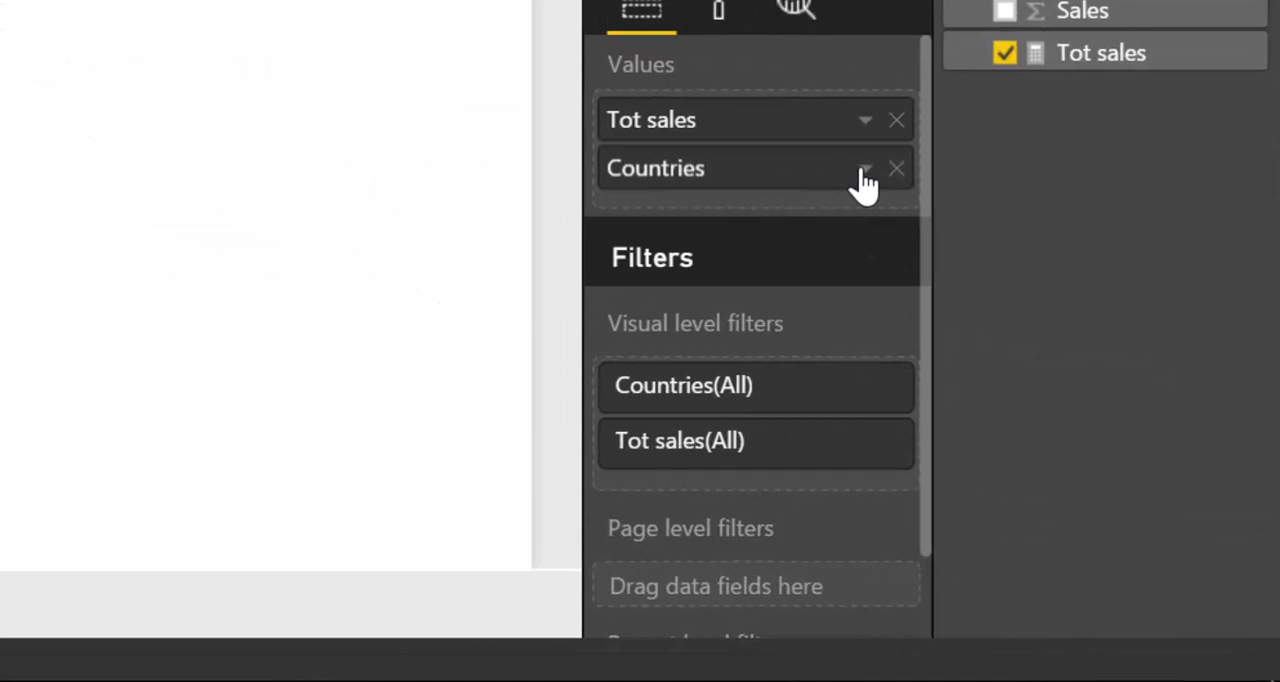 Sales
Tot sales
Values
Tot sales
Countries
Filters
Visual level filters
Countries(All)
Tot sales(All)
Page level filters
Drag data fields here